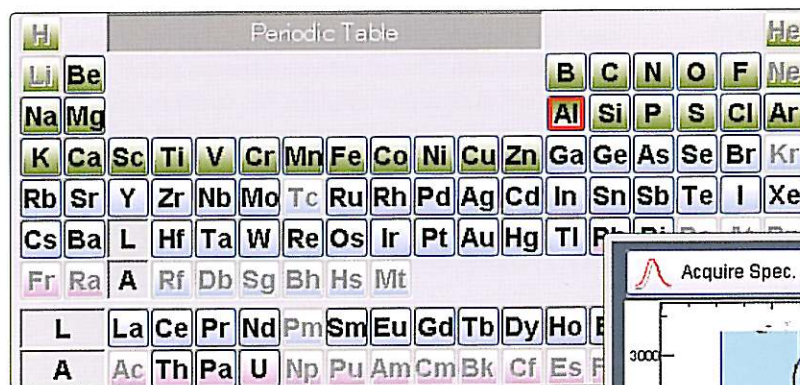 H Periodic Table He
Li Be B C N O F Ne
Na Mg Al Si P S Cl Ar
K Ca Sc Ti V Cr Mn Fe Co Ni Cu Zn Ga Ge As Se Br Kr
Rb Sr Y Zr Nb Mo Tc Ru Rh Pd Ag Cd In Sn Sb Te I Xe
Cs Ba L Hf Ta W Re Os Ir Pt Au Hg Tl
Fr Ra A Rf Db Sg Bh Hs Mt
Acquire Spec.
L La Ce Pr Nd Pm Sm Eu Gd Tb Dy Ho
3000
A Ac Th Pa U Np Pu Am Cm Bk Cf Es